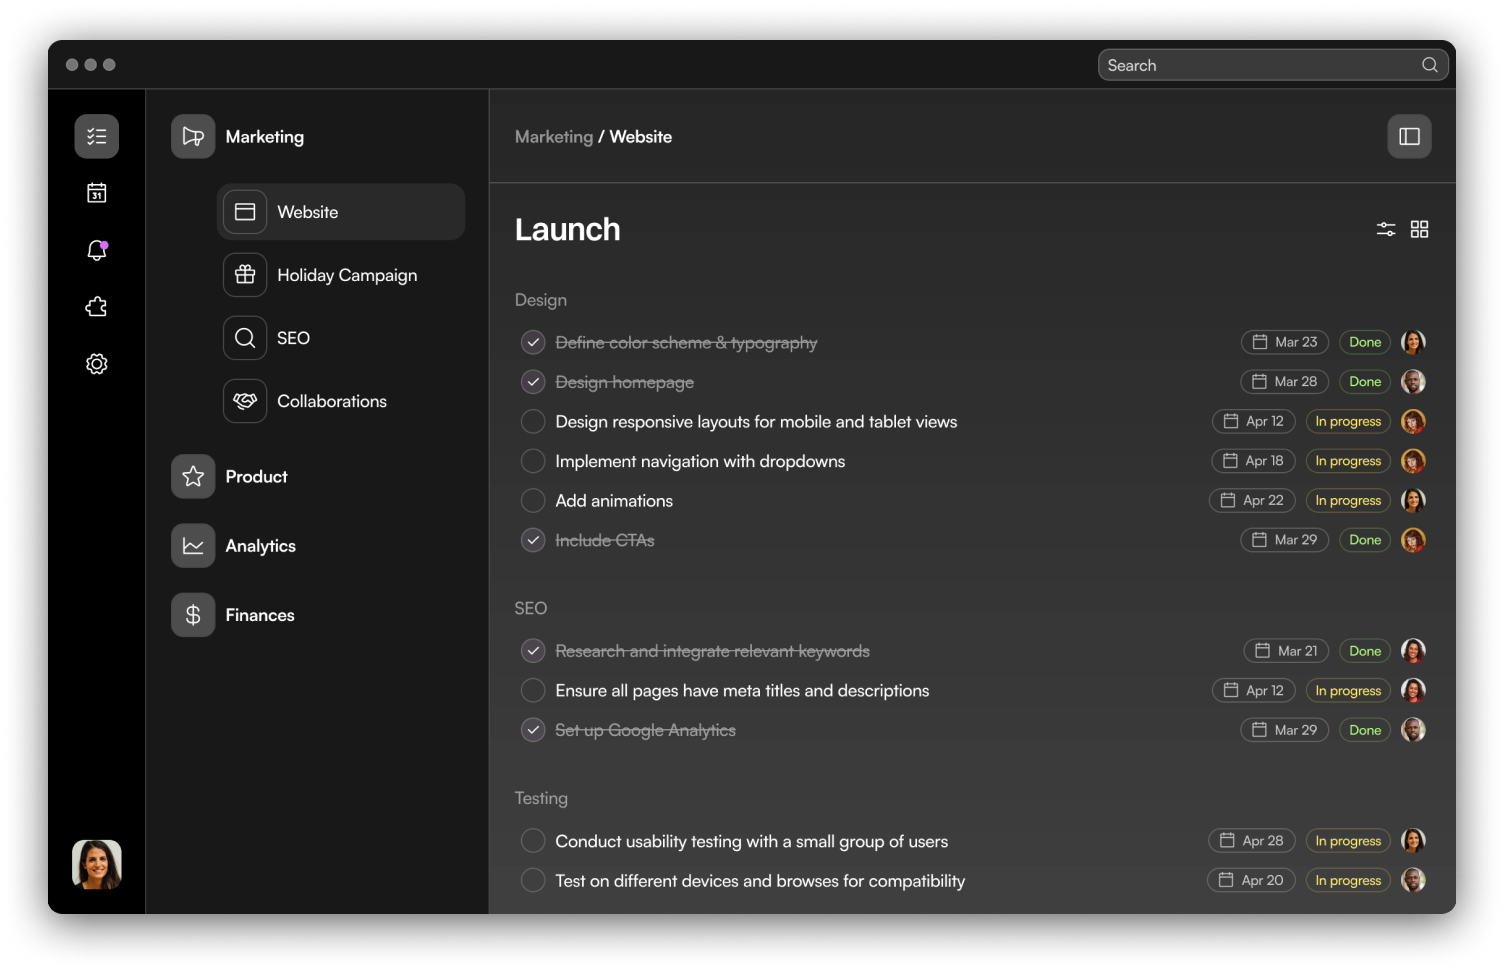 Search
Marketing
Website
Holiday Campaign
SEO
Collaborations
Product
Analytics
Finances
31
Marketing / Website
Launch
Design
Define color scheme & typography Mar 23 Done
Design homepage Mar 28 Done
Design responsive layouts for mobile and tablet views Apr 12 In progress
Implement navigation with dropdowns Apr 18 In progress
Add animations Apr 22 In progress
Include CTAs Mar 29 Done
SEO
Research and integrate relevant keywords Mar 21 Done
Ensure all pages have meta titles and descriptions Apr 12 In progress
Set up Google Analytics Mar 29 Done
Testing
Conduct usability testing with a small group of users Apr 28 In progress
Test on different devices and browses for compatibility Apr 20 In progress